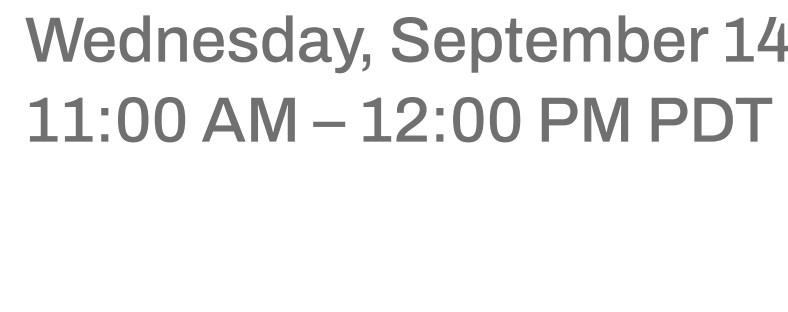 Wednesday, September 14
11:00 AM – 12:00 PM PDT